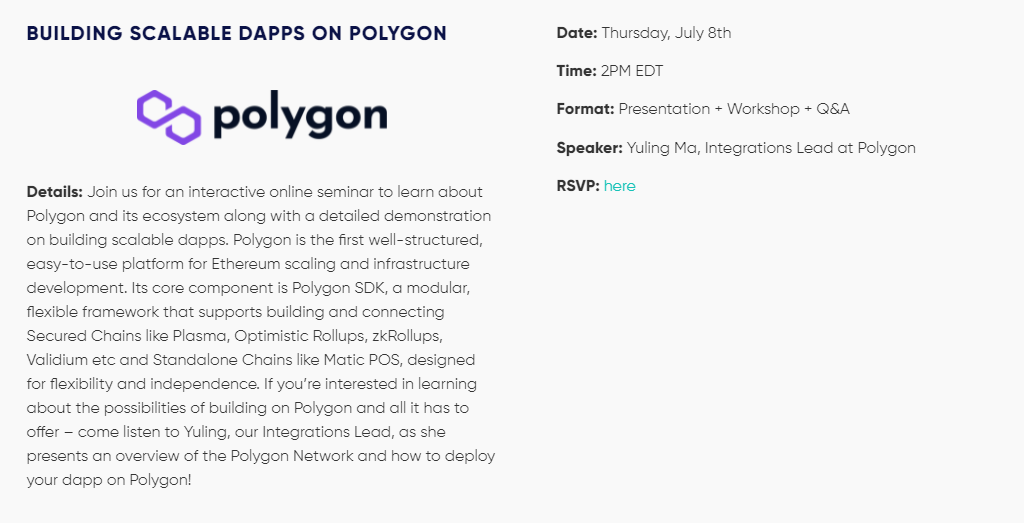 BUILDING SCALABLE DAPPS ON POLYGON
polygon
Details: Join us for an interactive online seminar to learn about
Polygon and its ecosystem along with a detailed demonstration
on building scalable dapps. Polygon is the first well-structured,
easy-to-use platform for Ethereum scaling and infrastructure
development. Its core component is Polygon SDK, a modular,
flexible framework that supports building and connecting
Secured Chains like Plasma, Optimistic Rollups, zkRollups,
Validium etc and Standalone Chains like Matic POS, designed
for flexibility and independence. If you’re interested in learning
about the possibilities of building on Polygon and all it has to
offer – come listen to Yuling, our Integrations Lead, as she
presents an overview of the Polygon Network and how to deploy
your dapp on Polygon!
Date: Thursday, July 8th
Time: 2PM EDT
Format: Presentation + Workshop + Q&A
Speaker: Yuling Ma, Integrations Lead at Polygon
RSVP: here